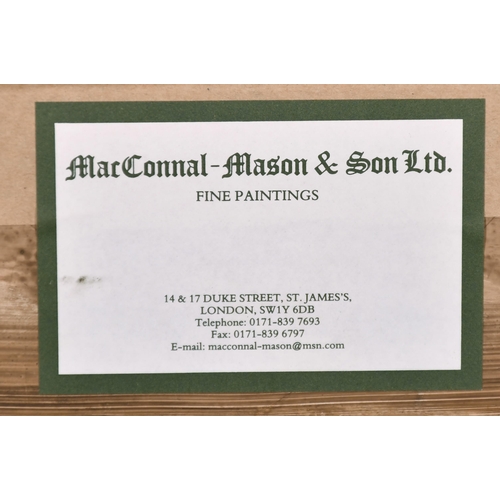 MacConnal-Mason & Son Ltd.
FINE PAINTINGS
14 & 17 DUKE STREET, ST. JAMES'S,
LONDON, SW1Y 6DB
Telephone: 0171-839 7693
Fax: 0171-839 6797
E-mail: macconnal-mason@msn.com